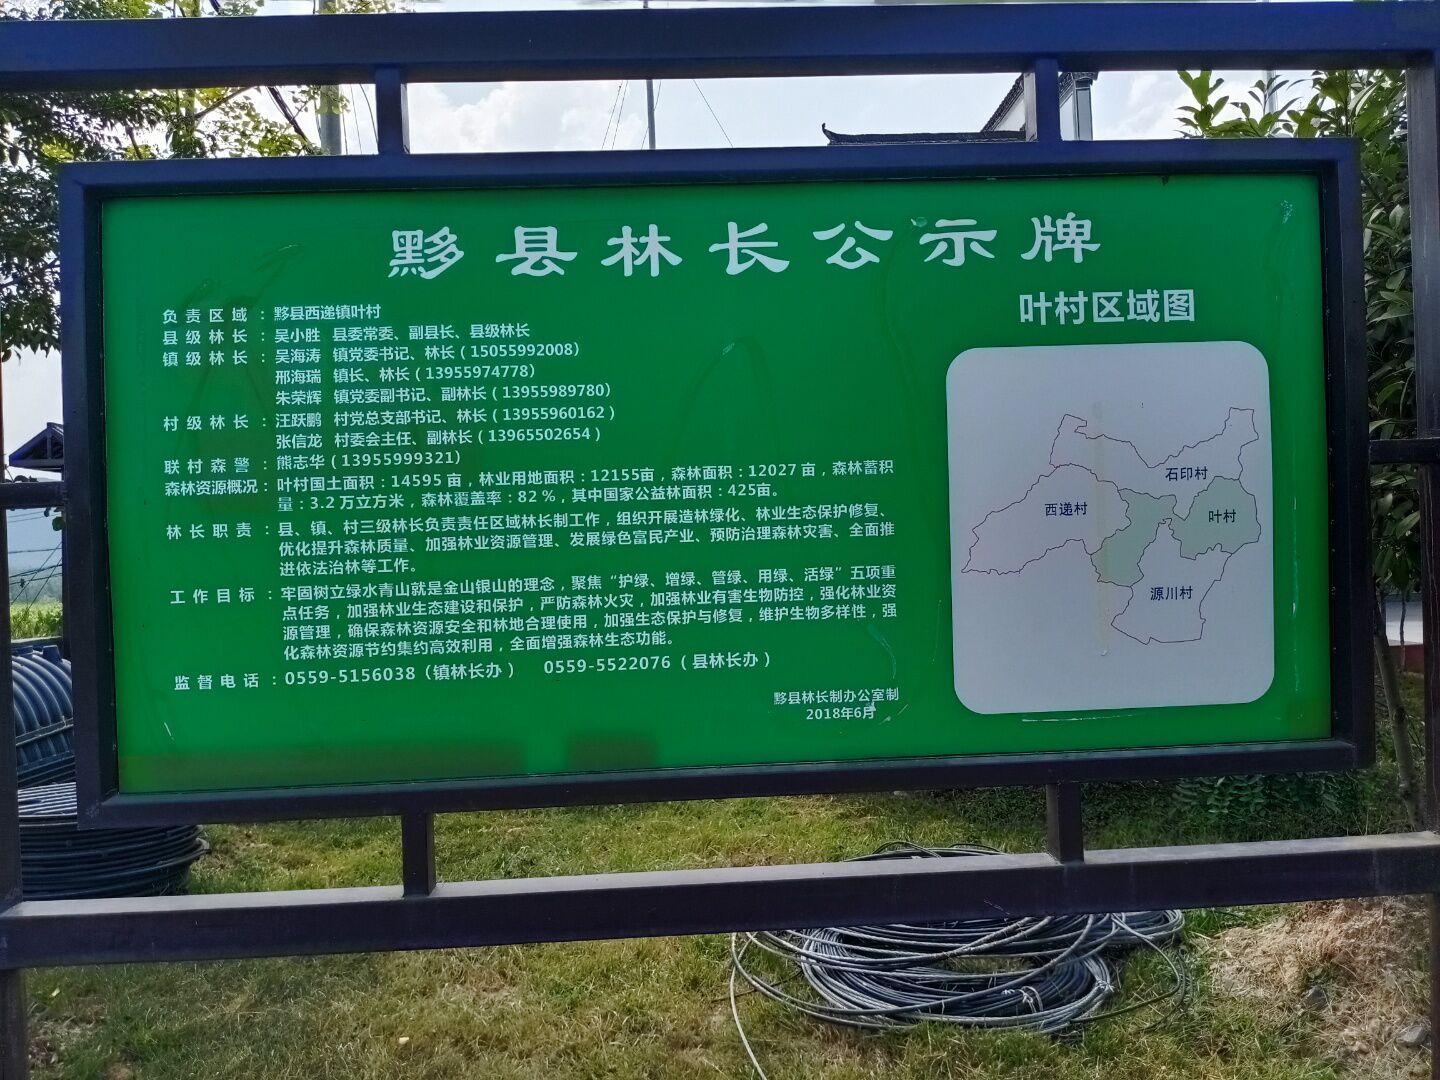 黟县林长公示牌
负责区域：黟县西递镇叶村
县级林长：吴小胜 县委常委、副县长、县级林长
镇级林长：吴海涛 镇党委书记、林长（15055992008）
邢海瑞 镇长、林长（13955974778）
朱荣辉 镇党委副书记、副林长（13955989780）
村级林长：汪跃鹏 村党总支部书记、林长（13955960162）
张信龙 村委会主任、副林长（13965502654）
联村森警：熊志华（13955999321）
森林资源概况：叶村国土面积：14595亩，林业用地面积：12155亩，森林面积：12027亩，森林蓄积
量：3.2万立方米，森林覆盖率：82%，其中国家公益林面积：425亩。
林长职责：县、镇、村三级林长负责责任区域林长制工作，组织开展造林绿化、林业生态保护修复、
优化提升森林质量、加强林业资源管理、发展绿色富民产业、预防治理森林灾害、全面推
进依法治林等工作。
工作目标：牢固树立绿水青山就是金山银山的理念，聚焦“护绿、增绿、管绿、用绿、活绿”五项重
点任务，加强林业生态建设和保护，严防森林火灾，加强林业有害生物防控，强化林业资
源管理，确保森林资源安全和林地合理使用，加强生态保护与修复，维护生物多样性，强
化森林资源节约集约高效利用，全面增强森林生态功能。
监督电话：0559-5156038（镇林长办） 0559-5522076（县林长办）
黟县林长制办公室制
2018年6月
叶村区域图
石印村
西递村
叶村
源川村